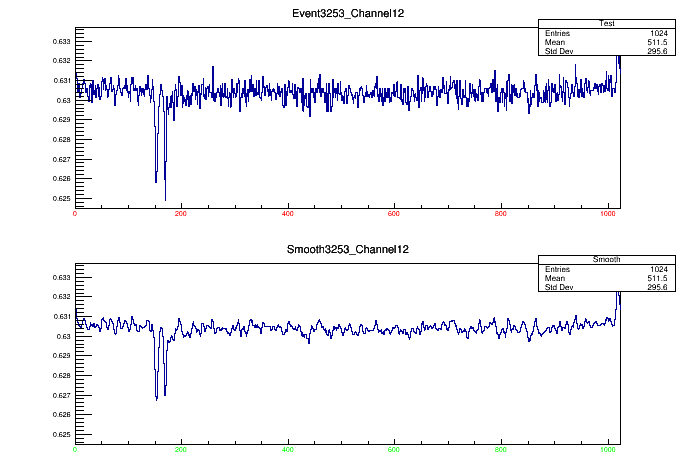 Event3253_Channel12
Test
Entries 1024
Mean 511.5
Std Dev 295.6
0.633
0.632
0.631
0.63
0.629
0.628
0.627
0.626
0.625
0 200 400 600 800 1000
Smooth3253_Channel12
Smooth
Entries 1024
Mean 511.5
Std Dev 295.6
0.633
0.632
0.631
0.63
0.629
0.628
0.627
0.626
0.625
0 200 400 600 800 1000